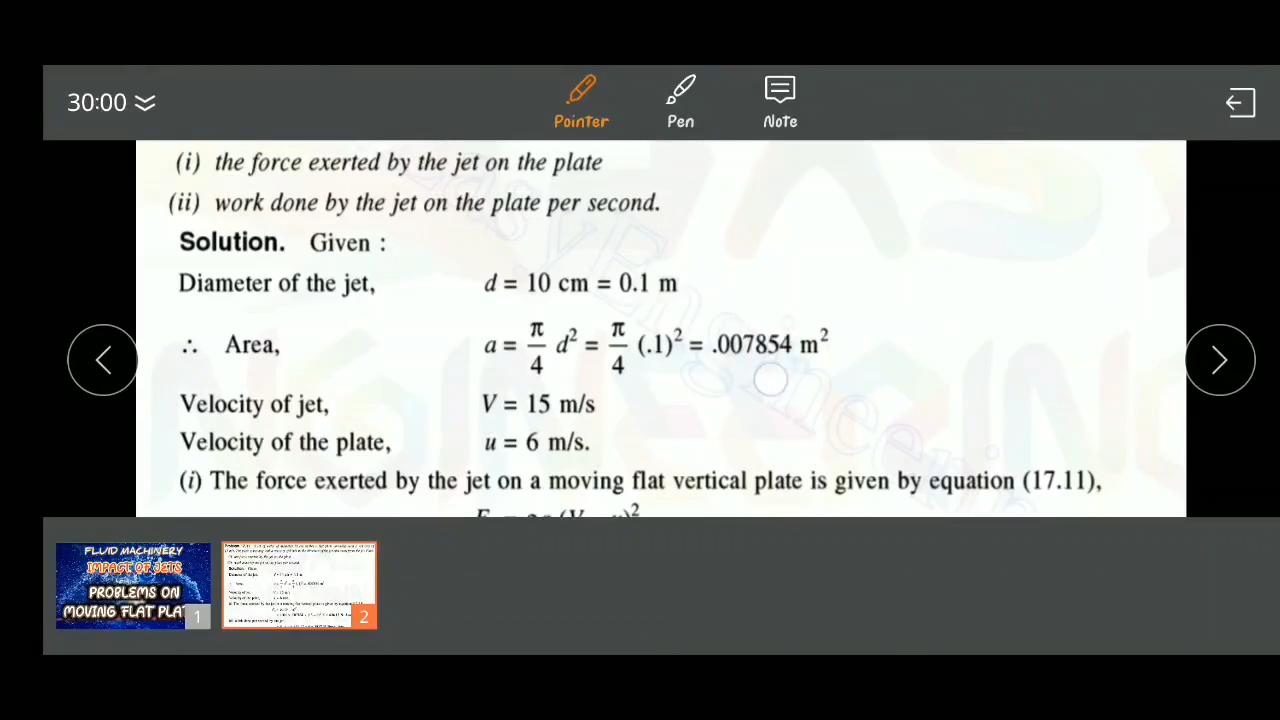 30:00
Pointer
Pen
Note
(i) the force exerted by the jet on the plate
(ii) work done by the jet on the plate per second.
Solution. Given :
Diameter of the jet, d = 10 cm = 0.1 m
∴ Area, a = π/4 d² = π/4 (.1)² = .007854 m²
Velocity of jet, V = 15 m/s
Velocity of the plate, u = 6 m/s.
(i) The force exerted by the jet on a moving flat vertical plate is given by equation (17.11),
FLUID MACHINERY
IMPACT OF JETS
PROBLEMS ON
MOVING FLAT PLAT
1
2